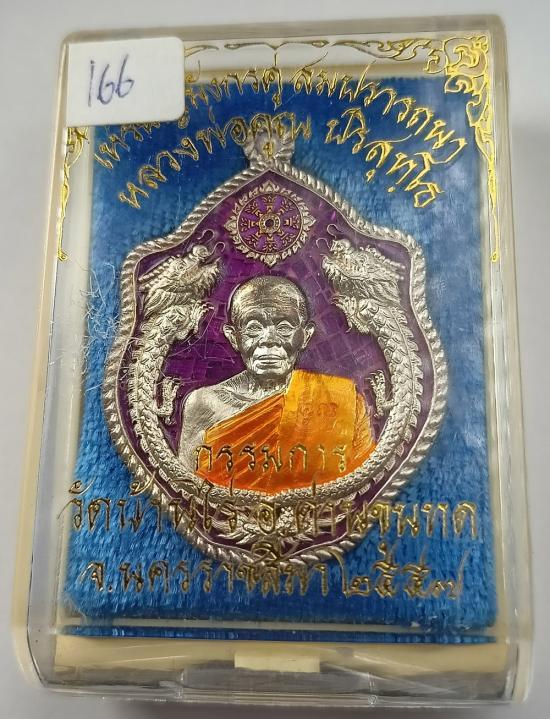 166
มังกรคู่ สมปรารถนา
หลวงพ่อคูณ ปริสุทฺโธ
กรรมการ
วัดบ้านไร่ อ.ด่านขุนทด
จ.นครราชสีมา ๒๕๕๗